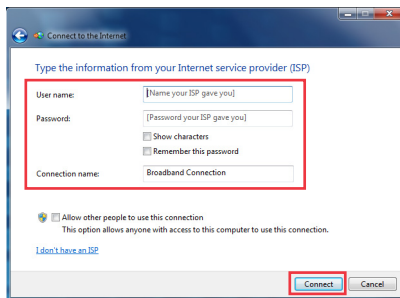 Connect to the Internet
Type the information from your Internet service provider (ISP)
User name: [Name your ISP gave you]
Password: [Password your ISP gave you]
Show characters
Remember this password
Connection name: Broadband Connection
Allow other people to use this connection
This option allows anyone with access to this computer to use this connection.
I don't have an ISP
Connect Cancel